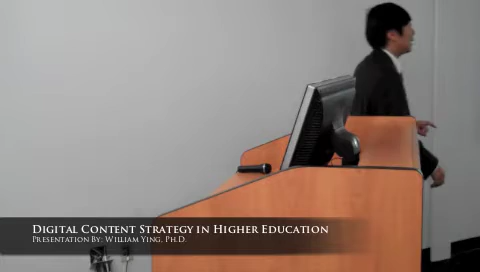 Digital Content Strategy in Higher Education
Presentation By: William Ying, Ph.D.